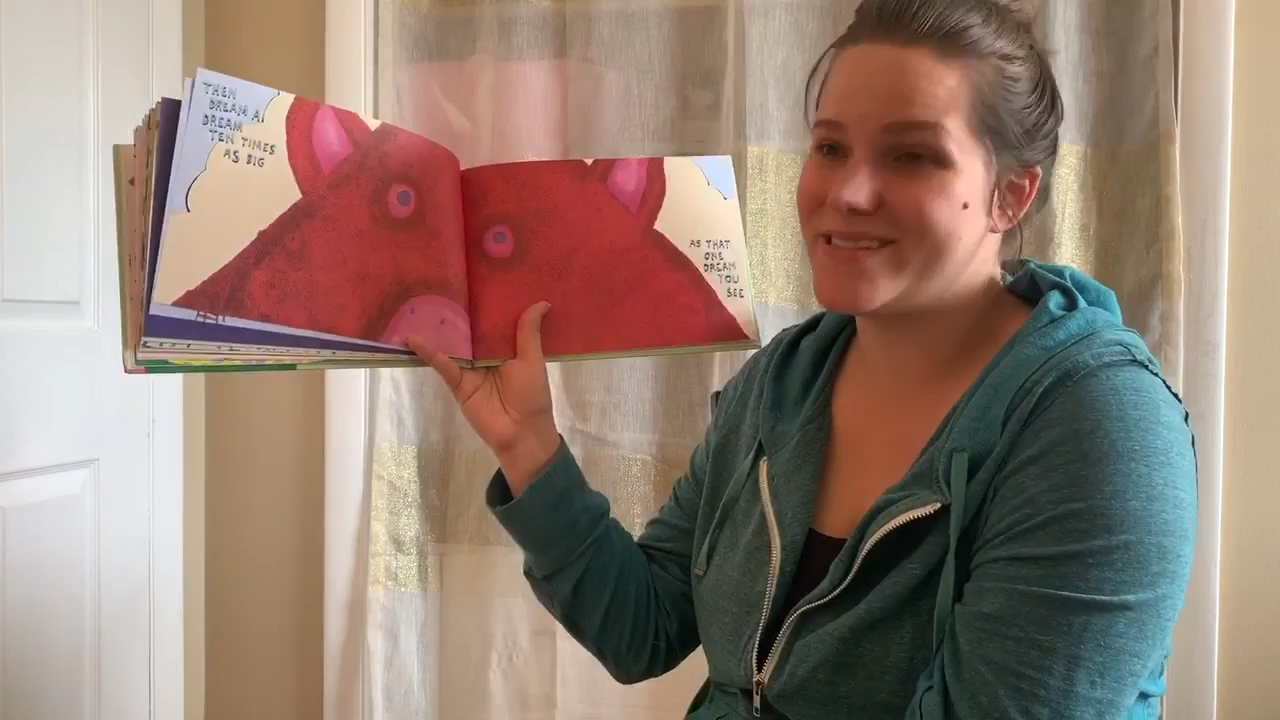 THEN
DREAM A
DREAM
TEN TIMES
AS BIG
AS THAT
ONE
DREAM
YOU
SEE